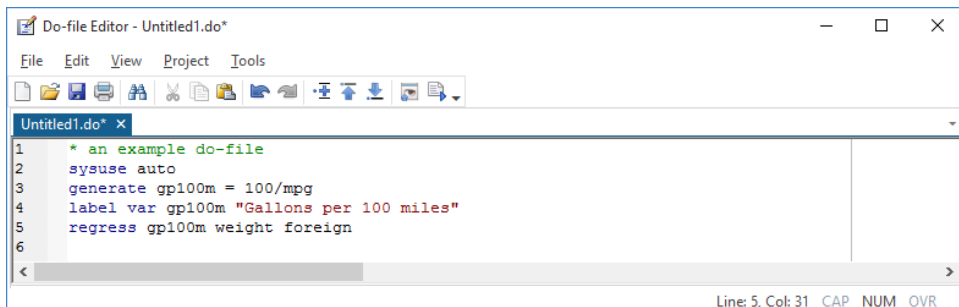 Do-file Editor - Untitled1.do*
File Edit View Project Tools
Untitled1.do* ×
1 * an example do-file
2 sysuse auto
3 generate gp100m = 100/mpg
4 label var gp100m "Gallons per 100 miles"
5 regress gp100m weight foreign
6
Line: 5, Col: 31 CAP NUM OVR